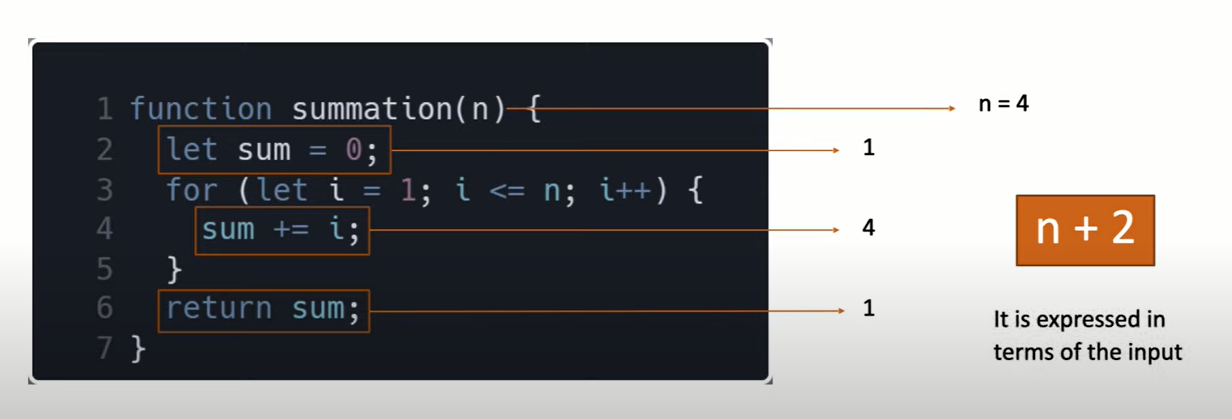 1 function summation(n) {
n = 4
2 let sum = 0;
1
3 for (let i = 1; i <= n; i++) {
4 sum += i;
4
5 }
6 return sum;
1
7 }
n + 2
It is expressed in
terms of the input